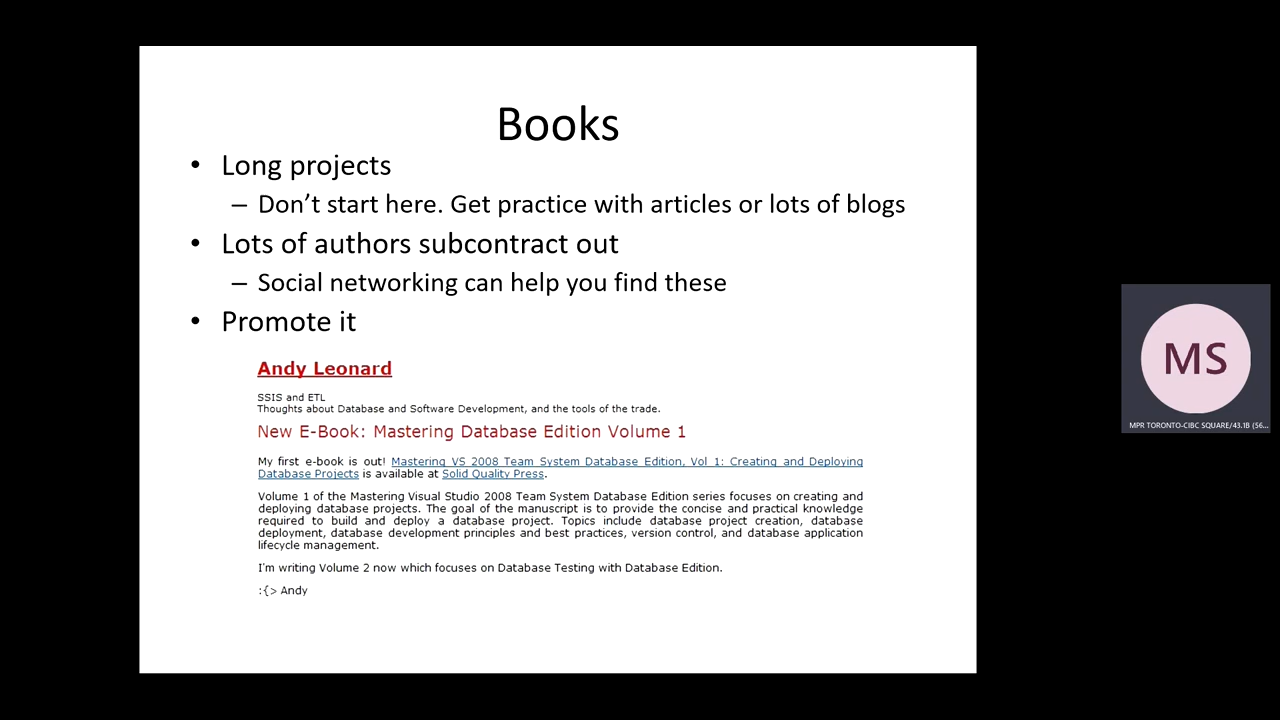 Books
• Long projects
– Don’t start here. Get practice with articles or lots of blogs
• Lots of authors subcontract out
– Social networking can help you find these
• Promote it
Andy Leonard
SSIS and ETL
Thoughts about Database and Software Development, and the tools of the trade.
New E-Book: Mastering Database Edition Volume 1
My first e-book is out! Mastering VS 2008 Team System Database Edition, Vol 1: Creating and Deploying
Database Projects is available at Solid Quality Press.
Volume 1 of the Mastering Visual Studio 2008 Team System Database Edition series focuses on creating and
deploying database projects. The goal of the manuscript is to provide the concise and practical knowledge
required to build and deploy a database project. Topics include database project creation, database
deployment, database development principles and best practices, version control, and database application
lifecycle management.
I'm writing Volume 2 now which focuses on Database Testing with Database Edition.
:{> Andy
MS
MPR TORONTO-CIBC SQUARE/43.1B (56...